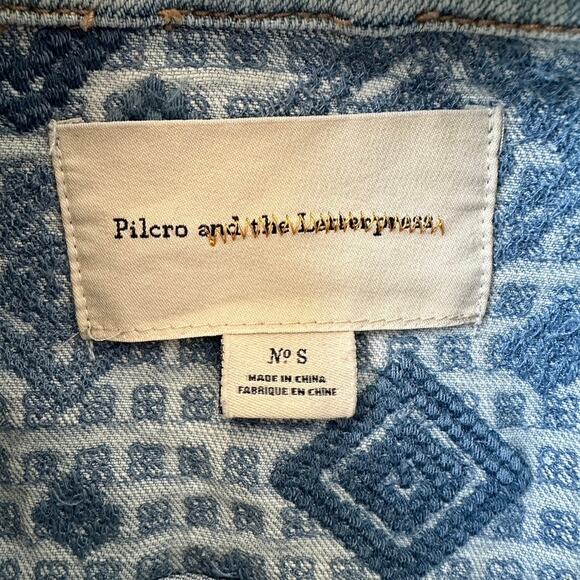 Pilcro and the Letterpress
Nº S
MADE IN CHINA
FABRIQUE EN CHINE